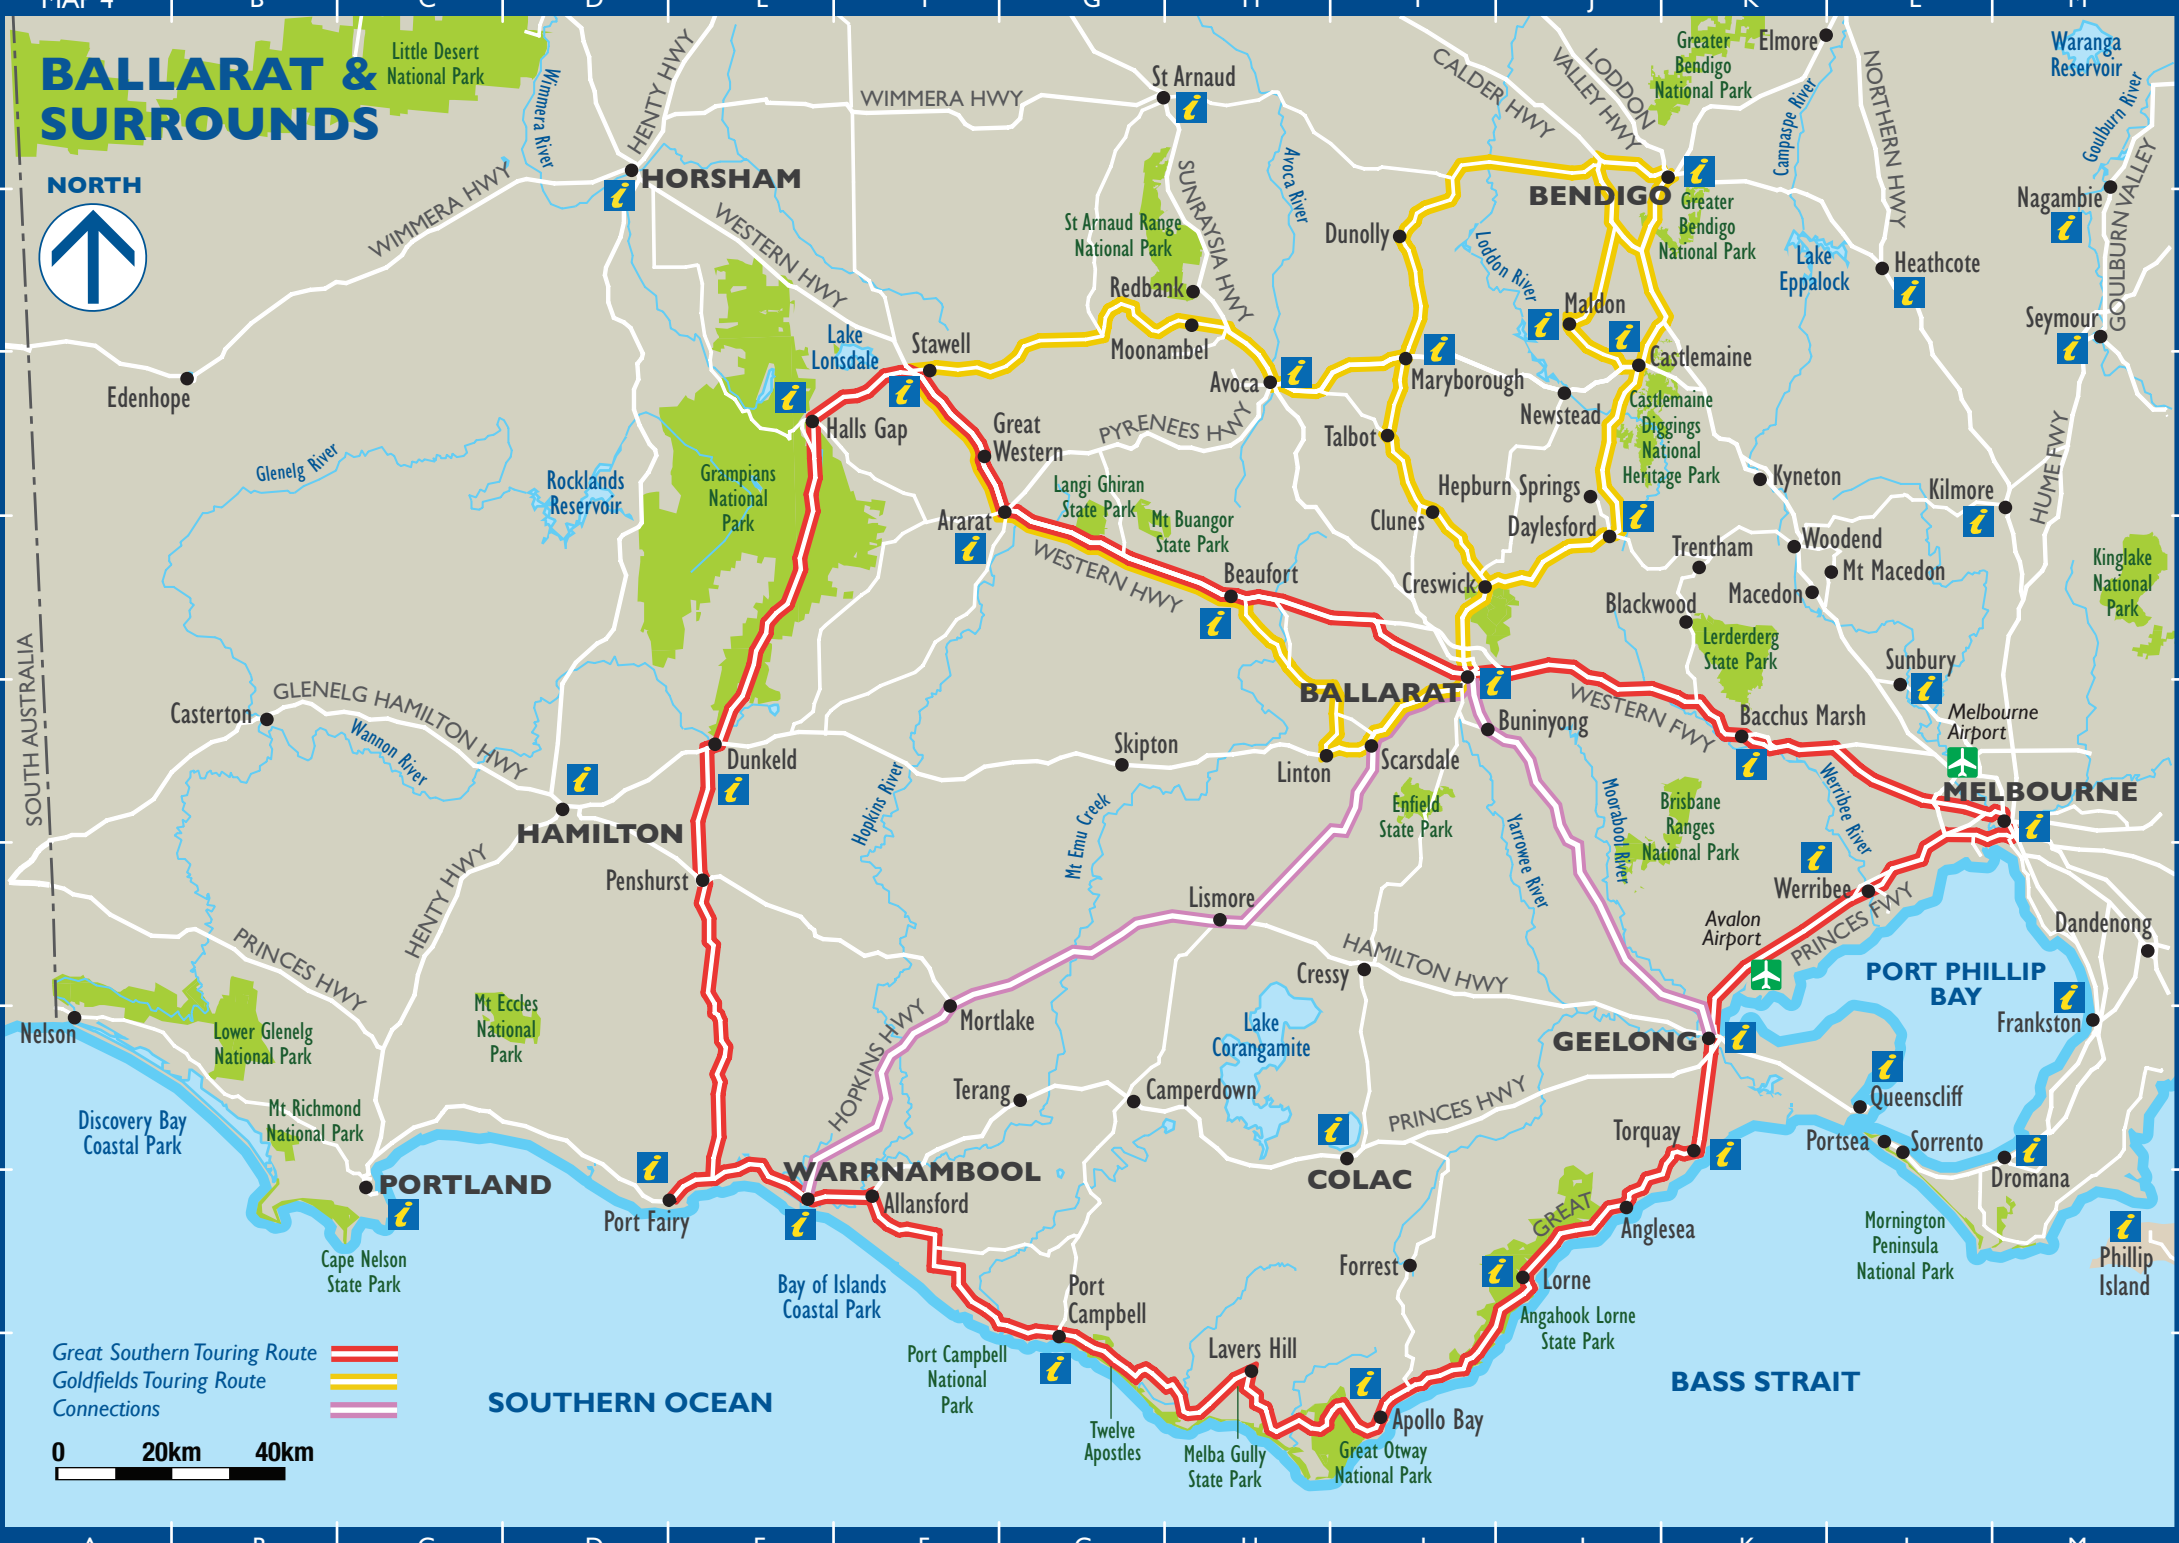 MAP 4 B C D E F G H I J K L M
BALLARAT &
SURROUNDS
NORTH
Little Desert
National Park
Wimmera River
HENTY HWY
WIMMERA HWY
St Arnaud
CALDER HWY
LODDON
VALLEY HWY
Greater
Bendigo
National Park
Elmore
NORTHERN HWY
Waranga
Reservoir
Goulburn River
Campaspe River
HORSHAM
WIMMERA HWY
WESTERN HWY
Avoca River
SUNRAYSIA HWY
St Arnaud Range
National Park
Redbank
Dunolly
BENDIGO
Greater
Bendigo
National Park
Loddon River
Lake
Eppalock
Heathcote
Nagambie
GOULBURN VALLEY
Seymour
Maldon
Lake
Lonsdale
Stawell
Moonambel
Avoca
Maryborough
Castlemaine
Newstead
Castlemaine
Diggings
National
Heritage Park
Edenhope
Halls Gap
Great
Western
PYRENEES HWY
Talbot
Glenelg River
Rocklands
Reservoir
Grampians
National
Park
Langi Ghiran
State Park
Mt Buangor
State Park
Ararat
WESTERN HWY
Hepburn Springs
Clunes
Daylesford
Kyneton
Kilmore
HUME FWY
Trentham
Woodend
Mt Macedon
Macedon
Kinglake
National
Park
Beaufort
Creswick
Blackwood
Lerderderg
State Park
Sunbury
SOUTH AUSTRALIA
Casterton
GLENELG HAMILTON HWY
Wannon River
BALLARAT
Buninyong
WESTERN FWY
Bacchus Marsh
Melbourne
Airport
Dunkeld
Skipton
Linton
Scarsdale
HAMILTON
Hopkins River
Mt Emu Creek
Enfield
State Park
Yarrowee River
Moorabool River
Brisbane
Ranges
National Park
Werribee River
MELBOURNE
Penshurst
HENTY HWY
Werribee
Lismore
Avalon
Airport
PRINCES FWY
Dandenong
PRINCES HWY
Cressy
HAMILTON HWY
PORT PHILLIP
BAY
Nelson
Lower Glenelg
National Park
Mt Eccles
National
Park
Mortlake
Lake
Corangamite
GEELONG
Frankston
HOPKINS HWY
Terang
Camperdown
PRINCES HWY
Queenscliff
Discovery Bay
Coastal Park
Mt Richmond
National Park
Torquay
Portsea
Sorrento
Dromana
PORTLAND
WARRNAMBOOL
COLAC
Port Fairy
Allansford
GREAT
Anglesea
Mornington
Peninsula
National Park
Phillip
Island
Cape Nelson
State Park
Bay of Islands
Coastal Park
Forrest
Lorne
Port
Campbell
Angahook Lorne
State Park
Great Southern Touring Route
Goldfields Touring Route
Connections
Port Campbell
National
Park
Lavers Hill
BASS STRAIT
SOUTHERN OCEAN
Twelve
Apostles
Melba Gully
State Park
Apollo Bay
Great Otway
National Park
0 20km 40km
A B C D E F G H I J K L M